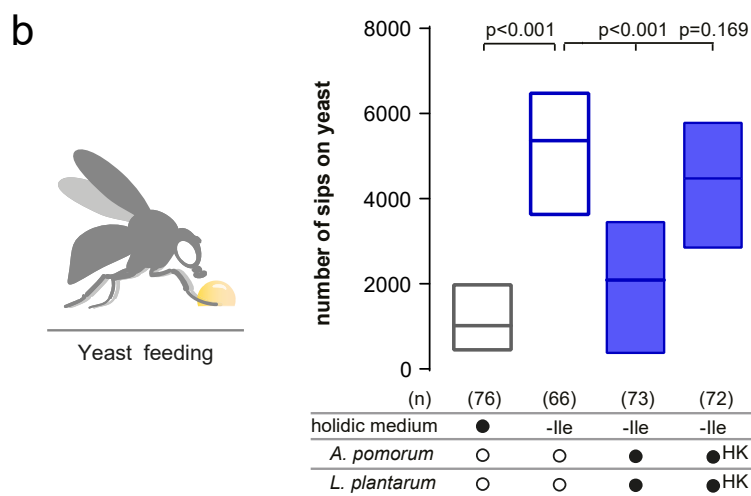 b
p<0.001 p<0.001 p=0.169
8000
6000
4000
2000
0
number of sips on yeast
Yeast feeding
(n) (76) (66) (73) (72)
holidic medium ● -Ile -Ile -Ile
A. pomorum ○ ○ ● ●HK
L. plantarum ○ ○ ● ●HK